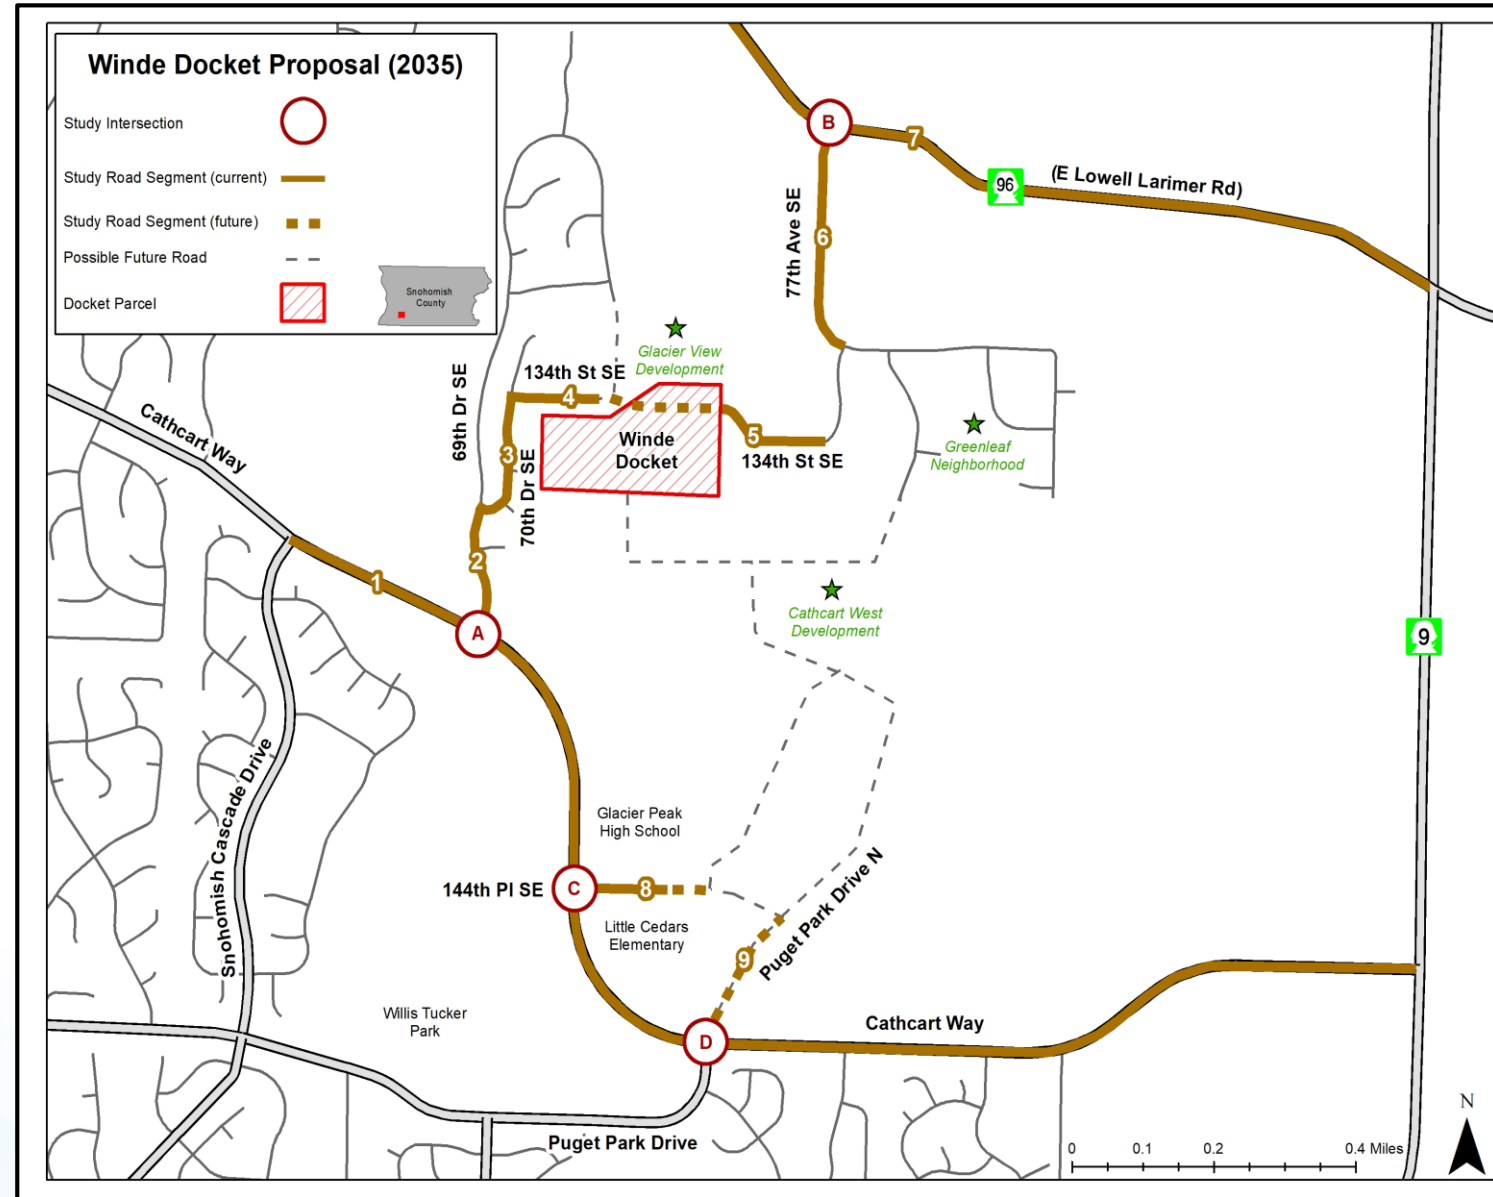 Winde Docket Proposal (2035)
Study Intersection
Study Road Segment (current)
Study Road Segment (future)
Possible Future Road
Docket Parcel
Snohomish
County
B
7
96
(E Lowell Larimer Rd)
77th Ave SE
6
Glacier View
Development
134th St SE
4
69th Dr SE
Cathcart Way
3
70th Dr SE
Winde
Docket
5
134th St SE
Greenleaf
Neighborhood
2
1
A
Cathcart West
Development
9
Snohomish Cascade Drive
Glacier Peak
High School
144th Pl SE
C
8
Little Cedars
Elementary
9
Puget Park Drive N
Willis Tucker
Park
D
Cathcart Way
Puget Park Drive
N
0 0.1 0.2 0.4 Miles